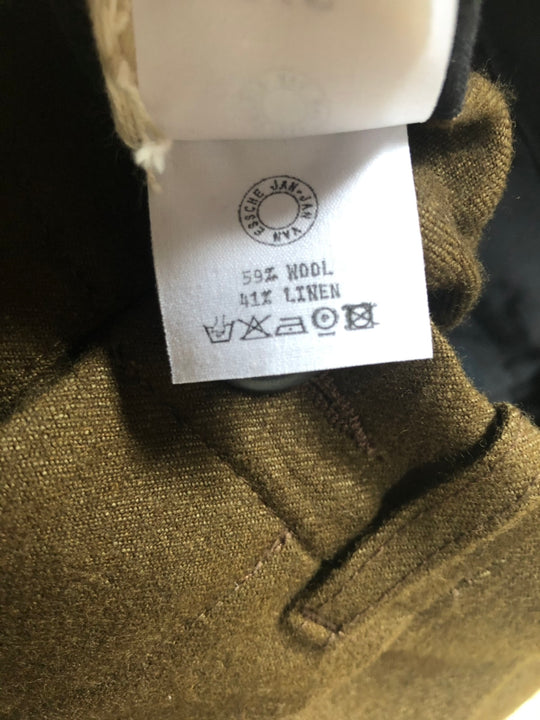 JAN-JAN VAN ESSCHE
59% WOOL
41% LINEN